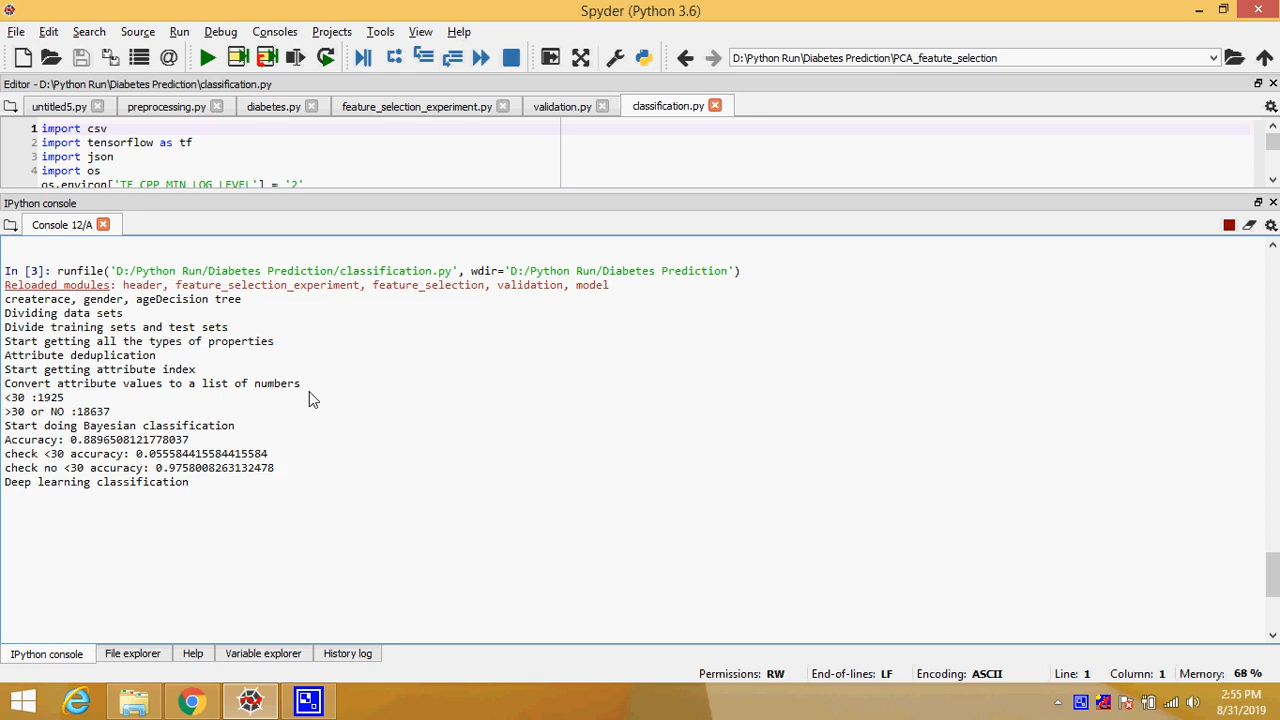 Spyder (Python 3.6)
File Edit Search Source Run Debug Consoles Projects Tools View Help
D:\Python Run\Diabetes Prediction\PCA_featute_selection
Editor - D:\Python Run\Diabetes Prediction\classification.py
untitled5.py preprocessing.py diabetes.py feature_selection_experiment.py validation.py classification.py
1 import csv
2 import tensorflow as tf
3 import json
4 import os
os.environ['TF_CPP_MIN_LOG_LEVEL'] = '2'
IPython console
Console 12/A
In [3]: runfile('D:/Python Run/Diabetes Prediction/classification.py', wdir='D:/Python Run/Diabetes Prediction')
Reloaded modules: header, feature_selection_experiment, feature_selection, validation, model
createrace, gender, ageDecision tree
Dividing data sets
Divide training sets and test sets
Start getting all the types of properties
Attribute deduplication
Start getting attribute index
Convert attribute values to a list of numbers
<30 :1925
>30 or NO :18637
Start doing Bayesian classification
Accuracy: 0.8896508121778037
check <30 accuracy: 0.055584415584415584
check no <30 accuracy: 0.9758008263132478
Deep learning classification
IPython console File explorer Help Variable explorer History log
Permissions: RW End-of-lines: LF Encoding: ASCII Line: 1 Column: 1 Memory: 68 %
2:55 PM
8/31/2019